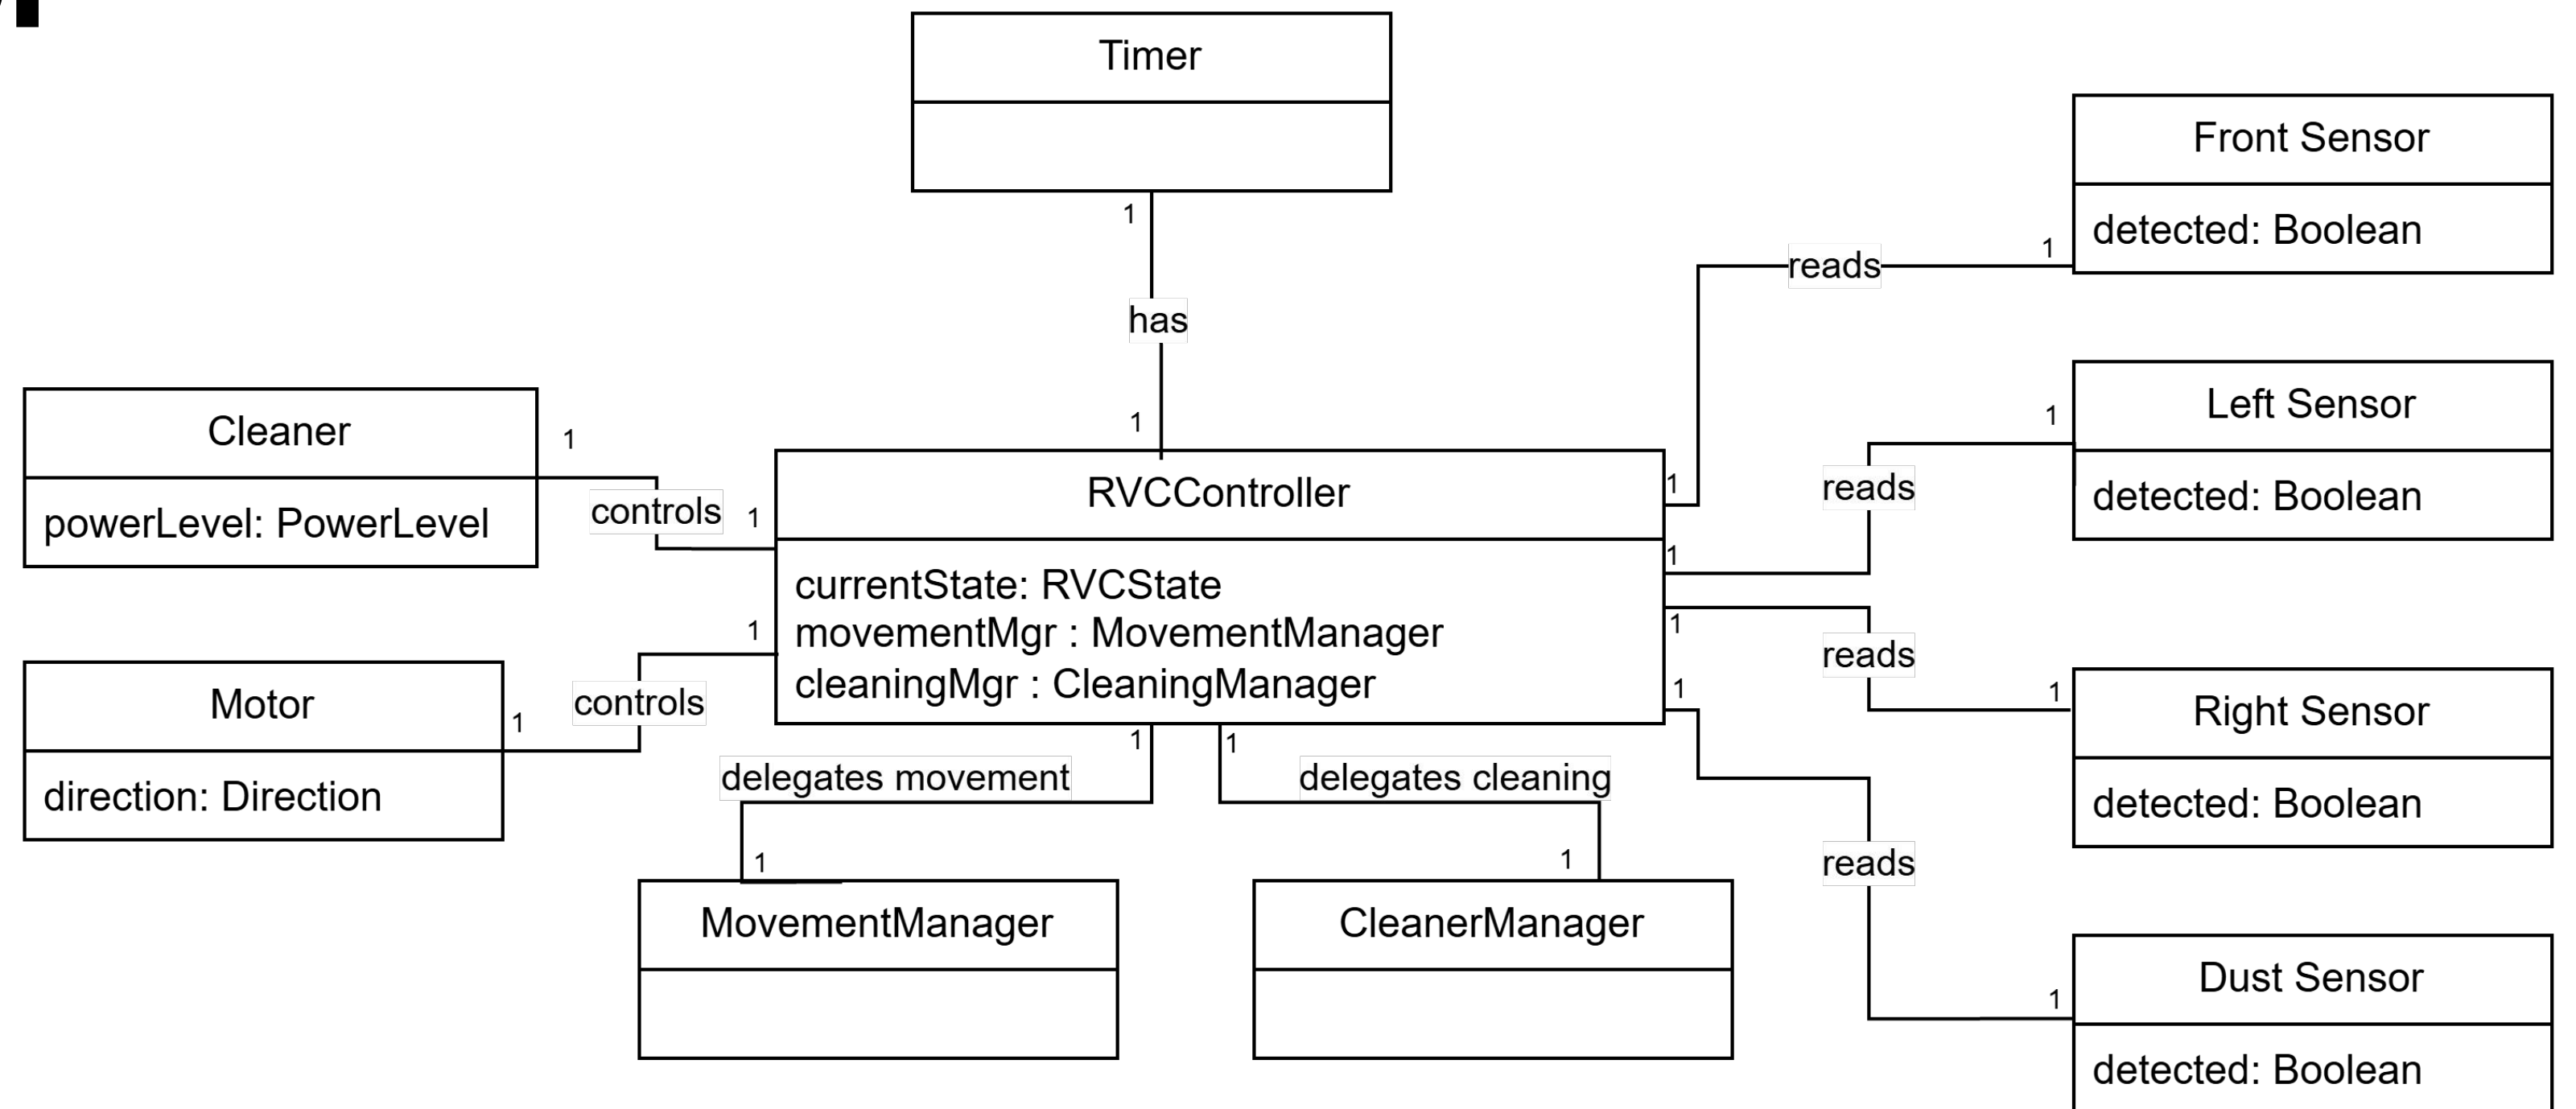 Timer
1
has
1
Front Sensor
detected: Boolean
reads
1
1
Left Sensor
detected: Boolean
reads
1
1
Cleaner
powerLevel: PowerLevel
1
controls
1
RVCController
currentState: RVCState
movementMgr : MovementManager
cleaningMgr : CleaningManager
Motor
direction: Direction
1
controls
1
1
reads
1
Right Sensor
detected: Boolean
1
delegates movement
1
1
delegates cleaning
1
MovementManager
CleanerManager
1
reads
1
Dust Sensor
detected: Boolean